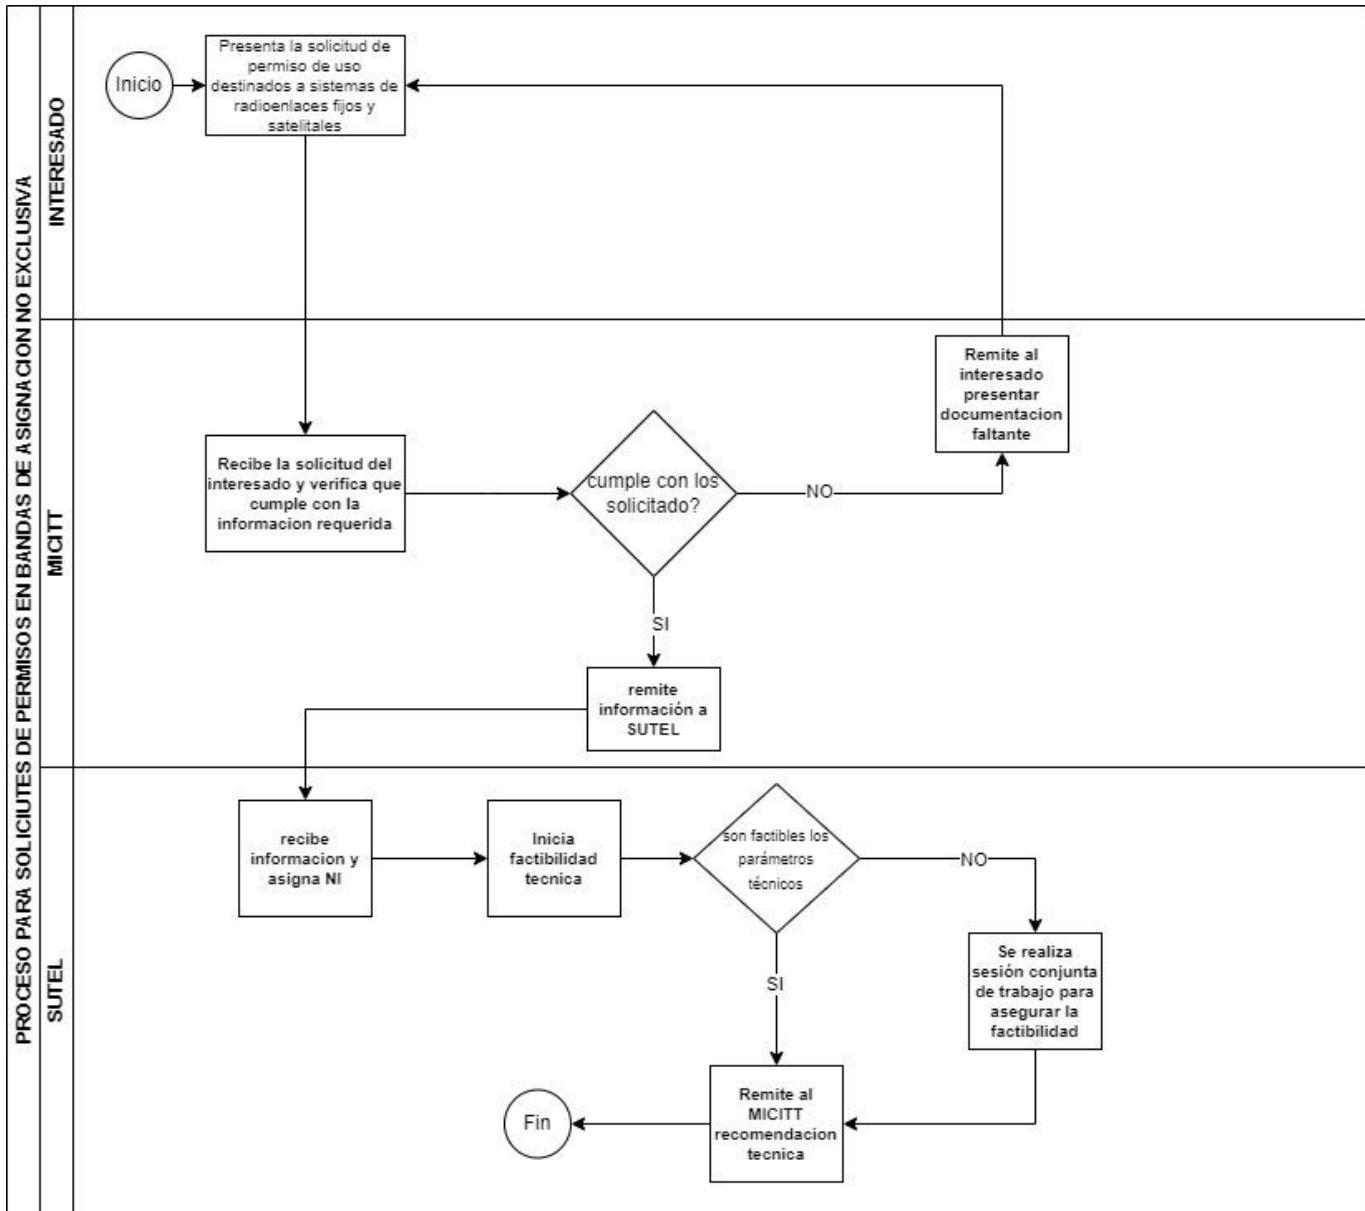 PROCESO PARA SOLICIUTES DE PERMISOS EN BANDAS DE ASIGNACION NO EXCLUSIVA
INTERESADO
Inicio
Presenta la solicitud de
permiso de uso
destinados a sistemas de
radioenlaces fijos y
satelitales
MICITT
Recibe la solicitud del
interesado y verifica que
cumple con la
informacion requerida
cumple con los
solicitado?
NO
Remite al
interesado
presentar
documentacion
faltante
SI
remite
información a
SUTEL
SUTEL
recibe
informacion y
asigna NI
Inicia
factibilidad
tecnica
son factibles los
parámetros
técnicos
NO
Se realiza
sesión conjunta
de trabajo para
asegurar la
factibilidad
SI
Remite al
MICITT
recomendacion
tecnica
Fin